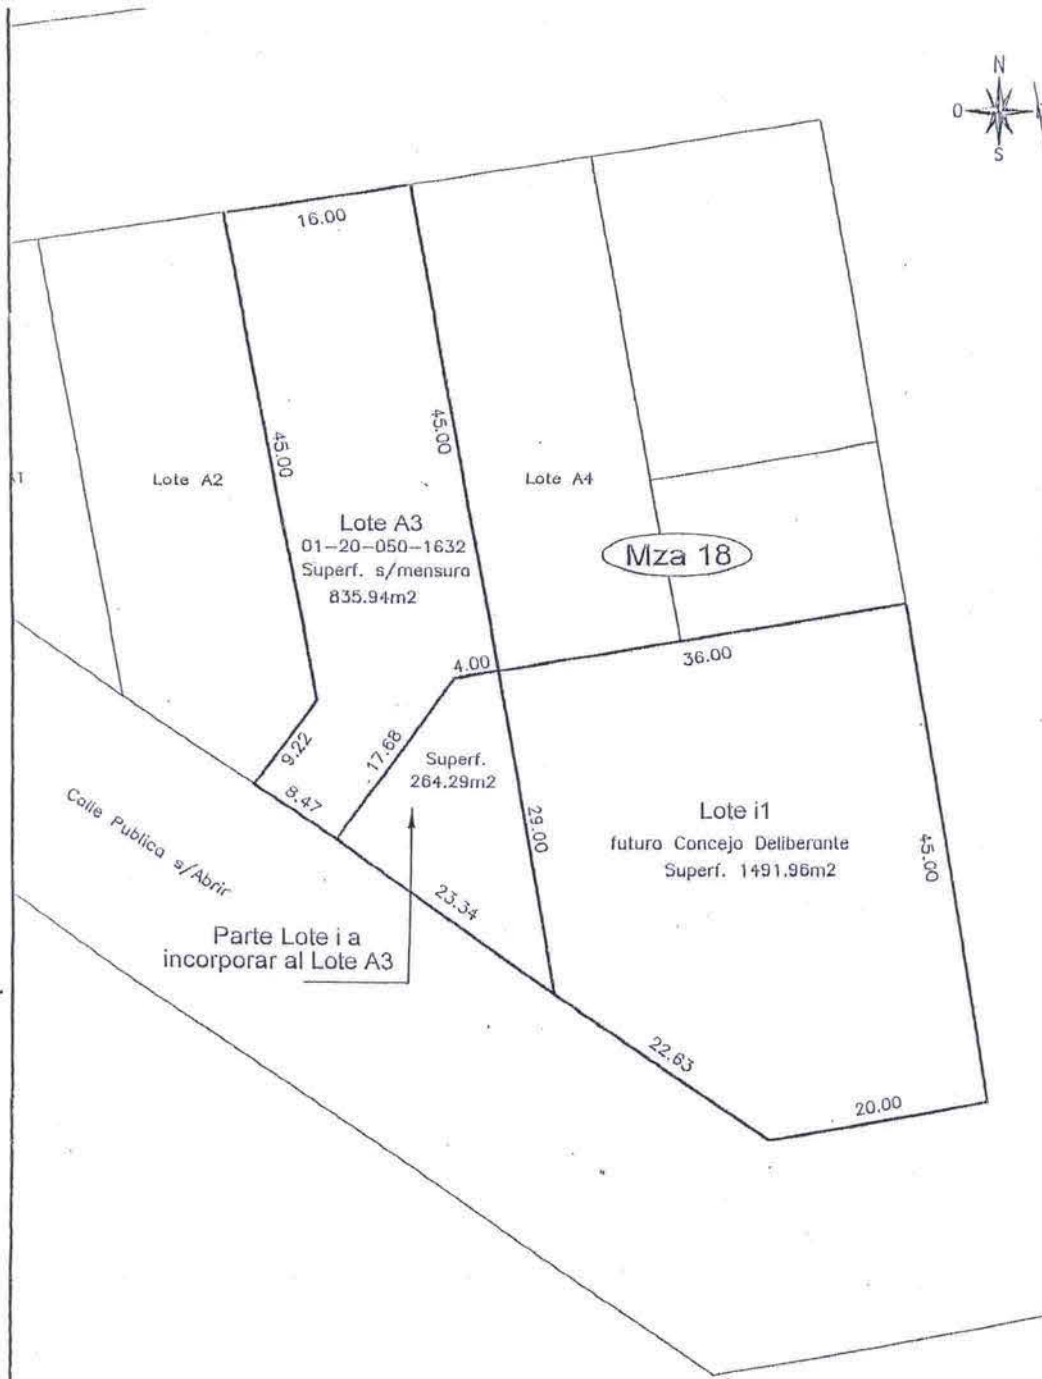 N
O
S
16.00
45.00
45.00
Lote A2
Lote A4
Lote A3
01-20-050-1632
Superf. s/mensura
835.94m2
Mza 18
4.00
36.00
9.22
17.68
8.47
Superf.
264.29m2
29.00
Lote i1
futuro Concejo Deliberante
Superf. 1491.96m2
45.00
Calle Publica s/Abrir
23.34
Parte Lote i a
incorporar al Lote A3
22.63
20.00